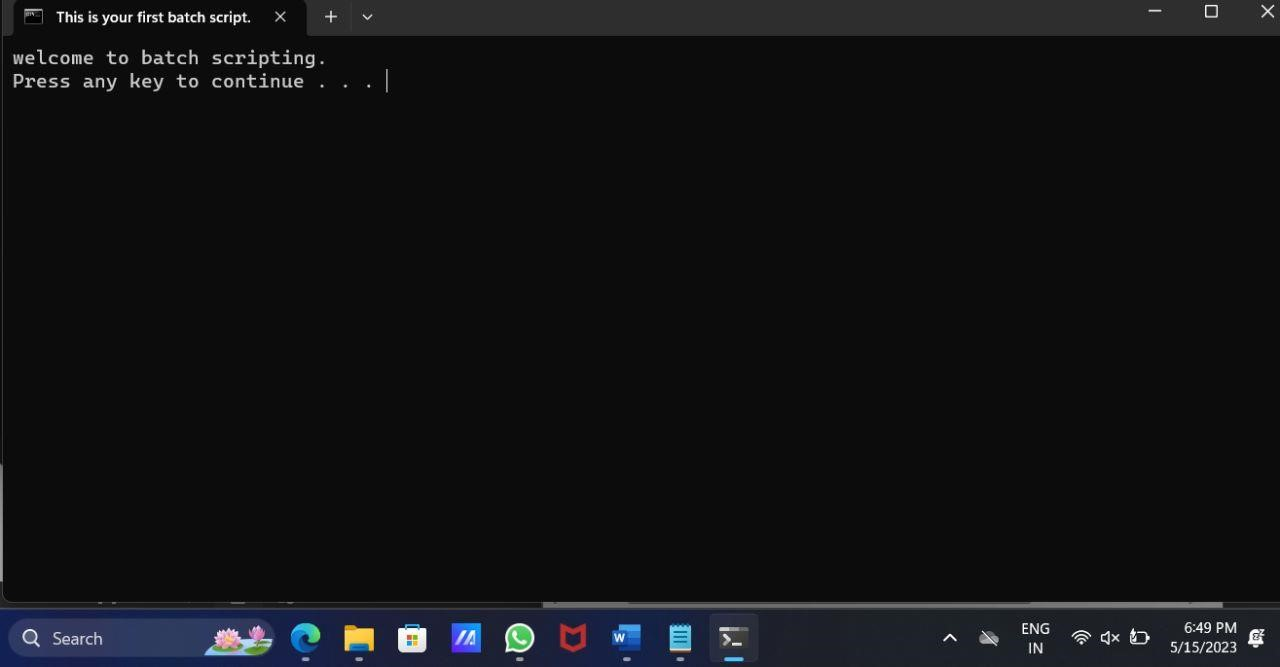 This is your first batch script.
welcome to batch scripting.
Press any key to continue . . .
Search
ENG
IN
6:49 PM
5/15/2023